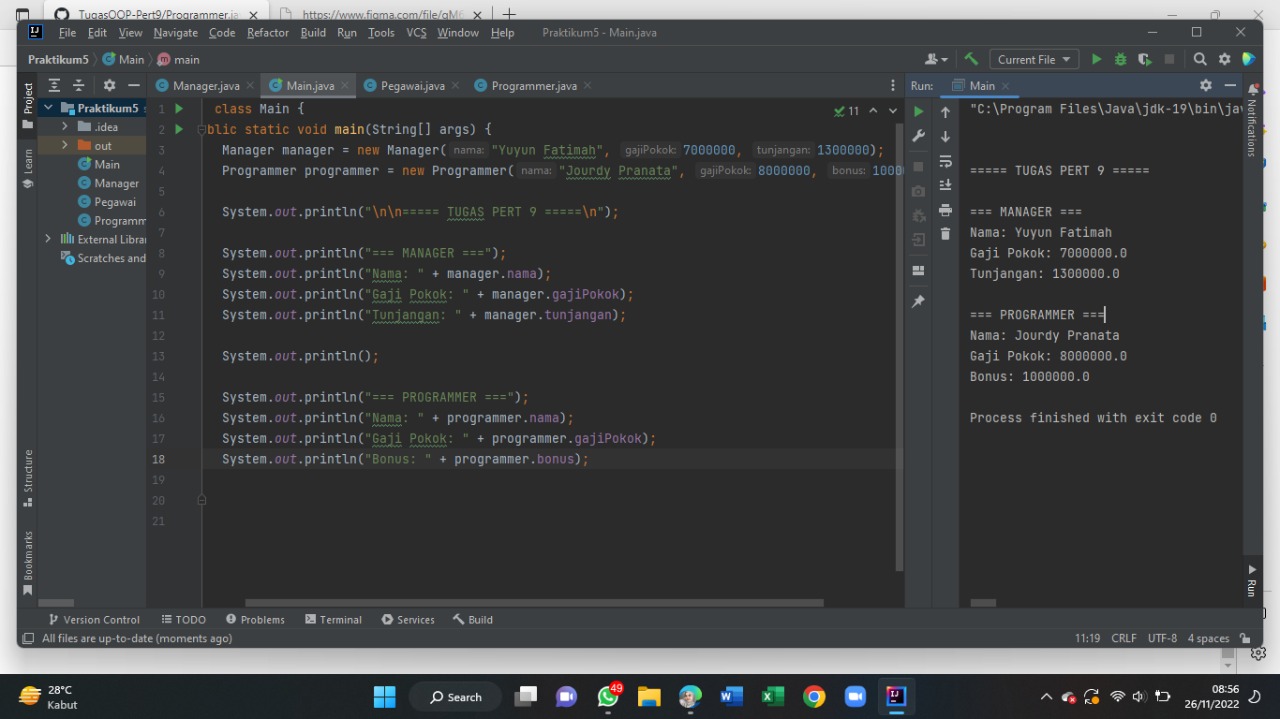 TugasOOP-Pert9/Programmer.ja
https://www.figma.com/file/gM6
File Edit View Navigate Code Refactor Build Run Tools VCS Window Help Praktikum5 - Main.java
Praktikum5 Main main
Current File
Project
Manager.java Main.java Pegawai.java Programmer.java
Run: Main
Praktikum5
.idea
out
Main
Manager
Pegawai
Programm
External Librar
Scratches and
Learn
Structure
Bookmarks
1 class Main {
2 blic static void main(String[] args) {
3 Manager manager = new Manager( nama: "Yuyun Fatimah", gajiPokok: 7000000, tunjangan: 1300000);
4 Programmer programmer = new Programmer( nama: "Jourdy Pranata", gajiPokok: 8000000, bonus: 1000
5
6 System.out.println("\n\n===== TUGAS PERT 9 =====\n");
7
8 System.out.println("=== MANAGER ===");
9 System.out.println("Nama: " + manager.nama);
10 System.out.println("Gaji Pokok: " + manager.gajiPokok);
11 System.out.println("Tunjangan: " + manager.tunjangan);
12
13 System.out.println();
14
15 System.out.println("=== PROGRAMMER ===");
16 System.out.println("Nama: " + programmer.nama);
17 System.out.println("Gaji Pokok: " + programmer.gajiPokok);
18 System.out.println("Bonus: " + programmer.bonus);
19
20
21
11
"C:\Program Files\Java\jdk-19\bin\jav
===== TUGAS PERT 9 =====
=== MANAGER ===
Nama: Yuyun Fatimah
Gaji Pokok: 7000000.0
Tunjangan: 1300000.0
=== PROGRAMMER ===
Nama: Jourdy Pranata
Gaji Pokok: 8000000.0
Bonus: 1000000.0
Process finished with exit code 0
Notifications
Run
Version Control TODO Problems Terminal Services Build
All files are up-to-date (moments ago)
11:19 CRLF UTF-8 4 spaces
28°C
Kabut
Search
49
08:56
26/11/2022